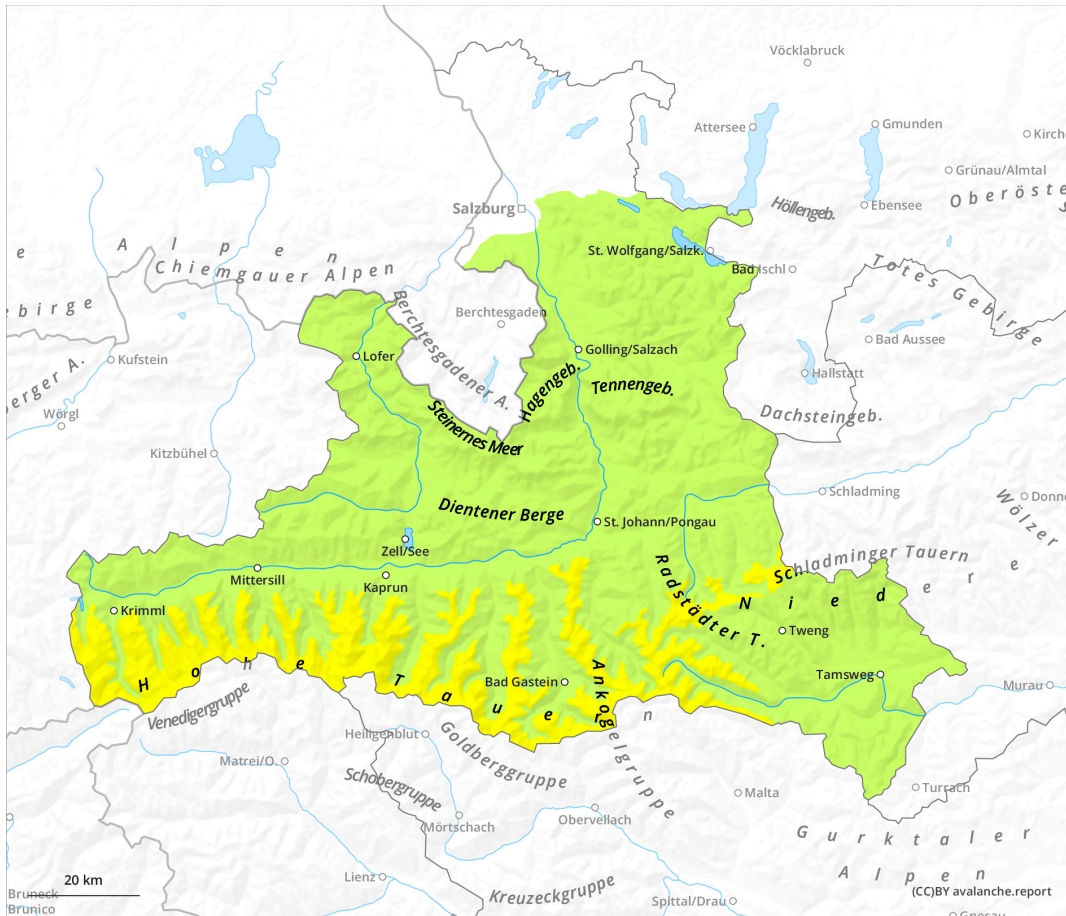 Vöcklabruck
Attersee
Gmunden
Kirch
Grünau/Almtal
Oberöste
S
Höllengeb.
Ebensee
Salzburg
St. Wolfgang/Salzk.
Bad Ischl
e
Alpen
Chiemgauer Alpen
ebirge
Totes Gebirge
Berchtesgaden
Berchtesgadener A.
Bad Aussee
Kufstein
Lofer
Golling/Salzach
Hallstatt
berger A.
Hagengeb.
Tennengeb.
Wörgl
Steinernes Meer
Dachsteingeb.
Kitzbühel
Schladming
Donne
Wölzer
Dientener Berge
St. Johann/Pongau
Zell/See
Mittersill
Kaprun
Schladminger Tauern
ere
Radstädter T.
Nied
Krimml
Tweng
Hohe Tauern
Bad Gastein
Ankogelgruppe
Tamsweg
Murau
Venedigergruppe
Heiligenblut
Goldberggruppe
Matrei/O.
Schobergruppe
Malta
Turrach
Mörtschach
Obervellach
Gurktaler
Alpen
20 km
Lienz
Kreuzeckgruppe
Spittal/Drau
(CC)BY avalanche.report
Bruneck
Brunico
Gnesau